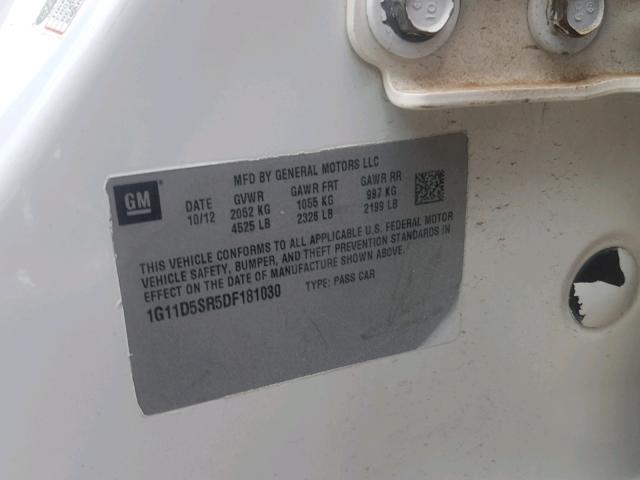 GM
MFD BY GENERAL MOTORS LLC
DATE GVWR GAWR FRT GAWR RR
10/12 2052 KG 1055 KG 997 KG
4525 LB 2326 LB 2199 LB
THIS VEHICLE CONFORMS TO ALL APPLICABLE U.S. FEDERAL MOTOR
VEHICLE SAFETY, BUMPER, AND THEFT PREVENTION STANDARDS IN
EFFECT ON THE DATE OF MANUFACTURE SHOWN ABOVE.
1G11D5SR5DF181030 TYPE: PASS CAR